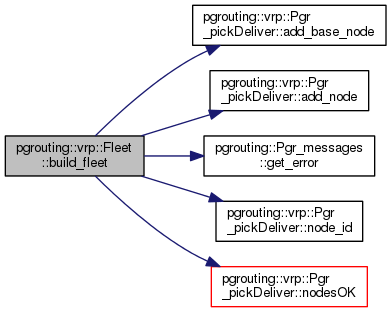 pgrouting::vrp::Pgr
_pickDeliver::add_base_node
pgrouting::vrp::Pgr
_pickDeliver::add_node
pgrouting::vrp::Fleet
::build_fleet
pgrouting::Pgr_messages
::get_error
pgrouting::vrp::Pgr
_pickDeliver::node_id
pgrouting::vrp::Pgr
_pickDeliver::nodesOK